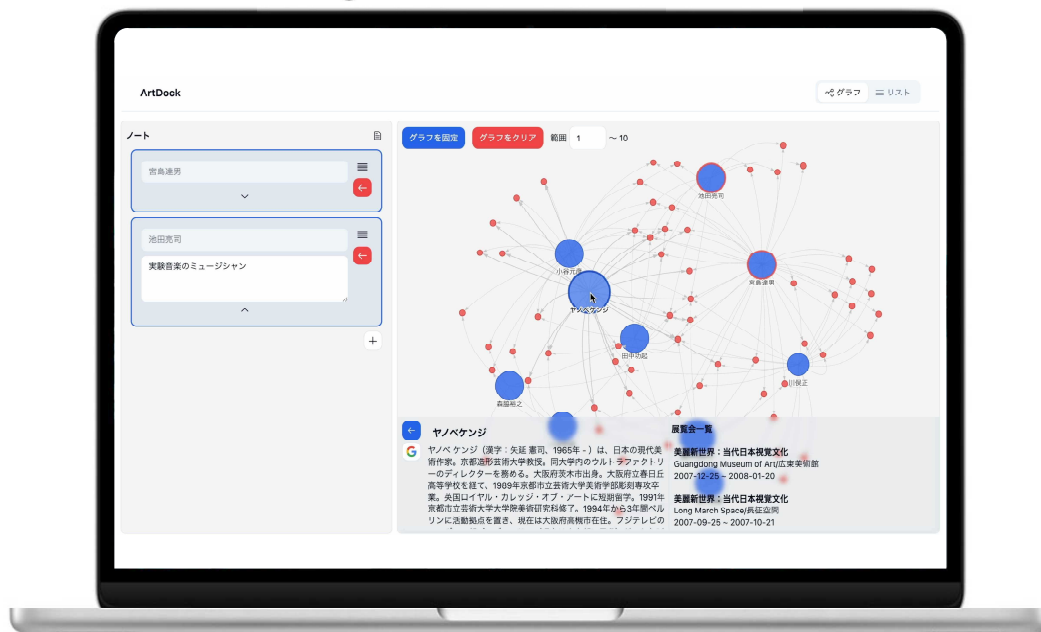 ArtDock
グラフ
リスト
ノート
宮島達男
池田亮司
実験音楽のミュージシャン
グラフを固定
グラフをクリア
範囲 1 ～ 10
池田亮司
小谷元彦
宮島達男
ヤノベケンジ
田中功起
川俣正
森脇裕之
ヤノベケンジ
ヤノベ ケンジ（漢字：矢延 憲司、1965年 - ）は、日本の現代美
術作家。京都造形芸術大学教授。同大学内のウルトラファクトリ
ーのディレクターを務める。大阪府茨木市出身。大阪府立春日丘
高等学校を経て、1989年京都市立芸術大学美術学部彫刻専攻卒
業。英国ロイヤル・カレッジ・オブ・アートに短期留学。1991年
京都市立芸術大学大学院美術研究科修了。1994年から3年間ベル
リンに活動拠点を置き、現在は大阪府高槻市在住。フジテレビの
展覧会一覧
美麗新世界：当代日本視覚文化
Guangdong Museum of Art/広東美術館
2007-12-25 ~ 2008-01-20
美麗新世界：当代日本視覚文化
Long March Space/長征空間
2007-09-25 ~ 2007-10-21